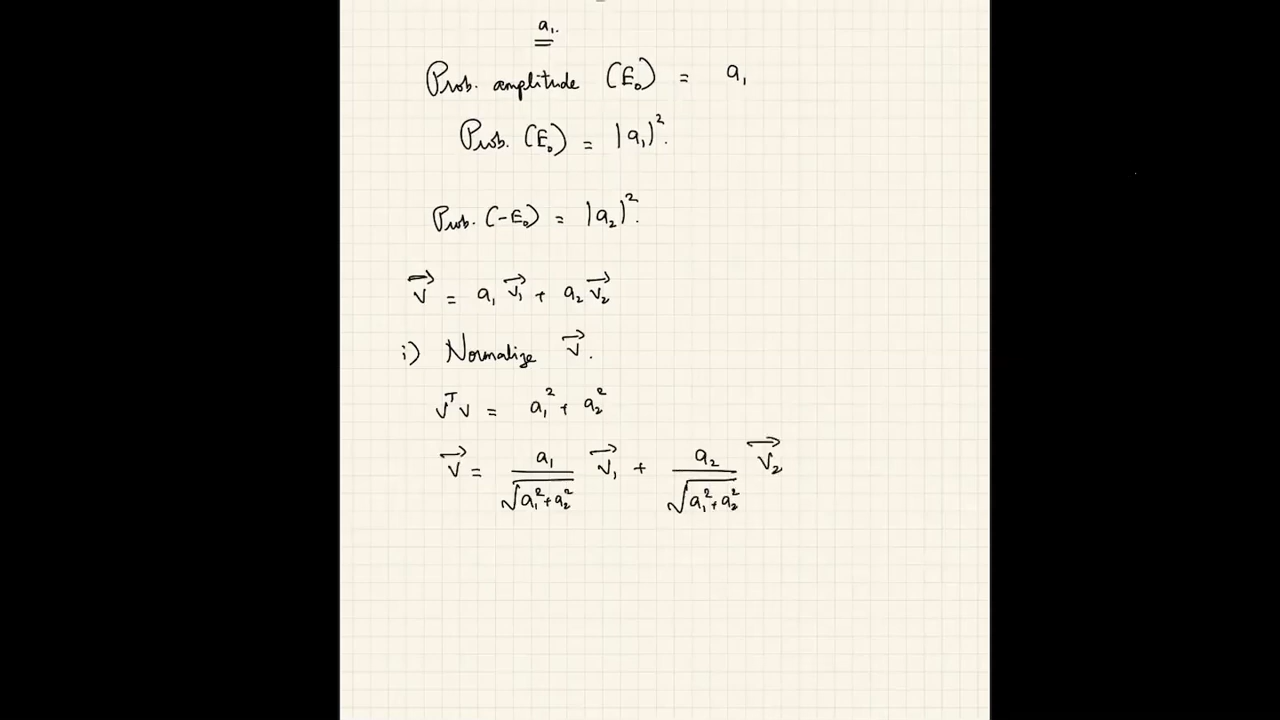 a₁.
Prob. amplitude (E₀) = a₁
Prob. (E₀) = |a₁|².
Prob. (-E₀) = |a₂|².
v⃗ = a₁ v⃗₁ + a₂ v⃗₂
i) Normalize v⃗.
vᵀv = a₁² + a₂²
v⃗ = a₁/√(a₁²+a₂²) v⃗₁ + a₂/√(a₁²+a₂²) v⃗₂